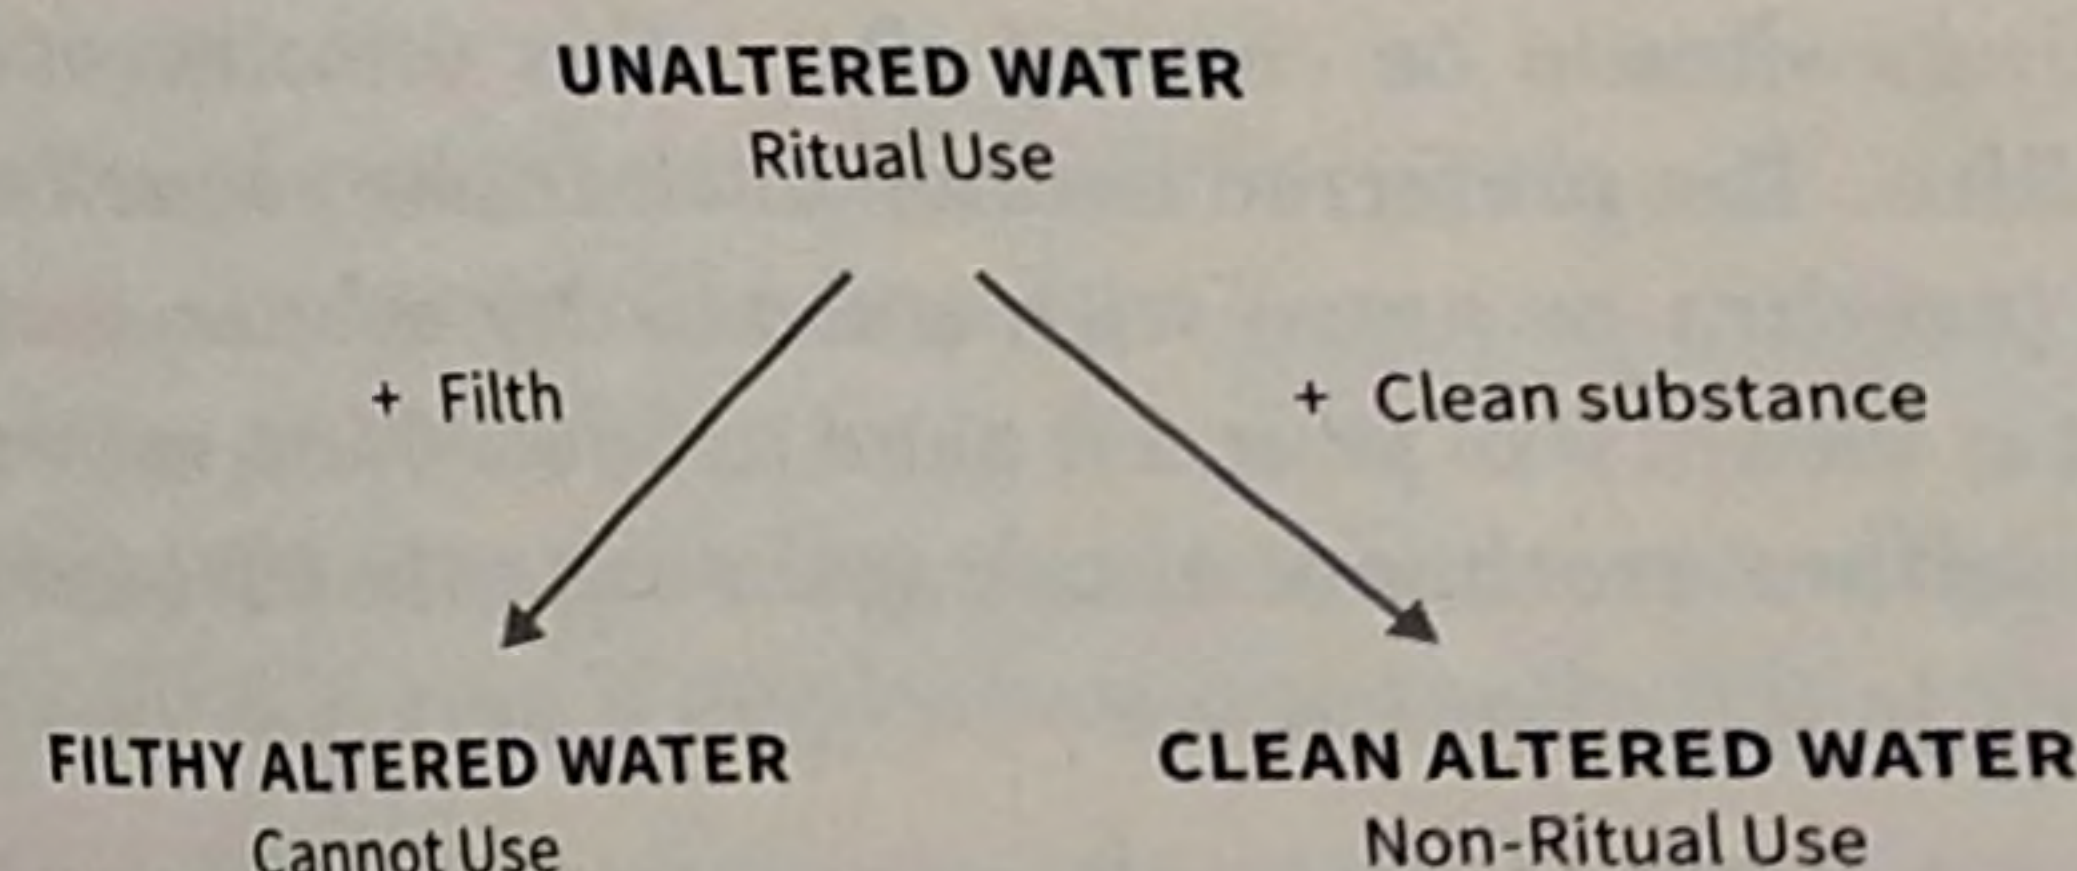 UNALTERED WATER
Ritual Use
+ Filth
+ Clean substance
FILTHY ALTERED WATER
CLEAN ALTERED WATER
Cannot Use
Non-Ritual Use